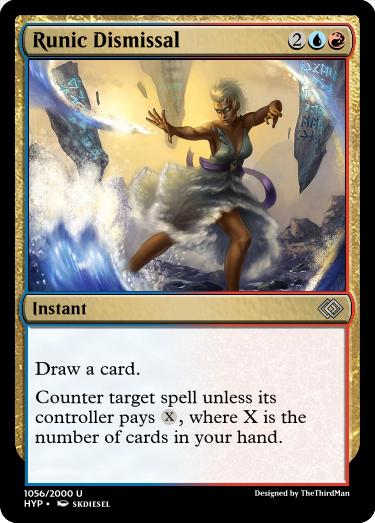 Runic Dismissal 2
Instant
Draw a card.
Counter target spell unless its
controller pays X, where X is the
number of cards in your hand.
1056/2000 U
HYP • SKDIESEL
Designed by TheThirdMan